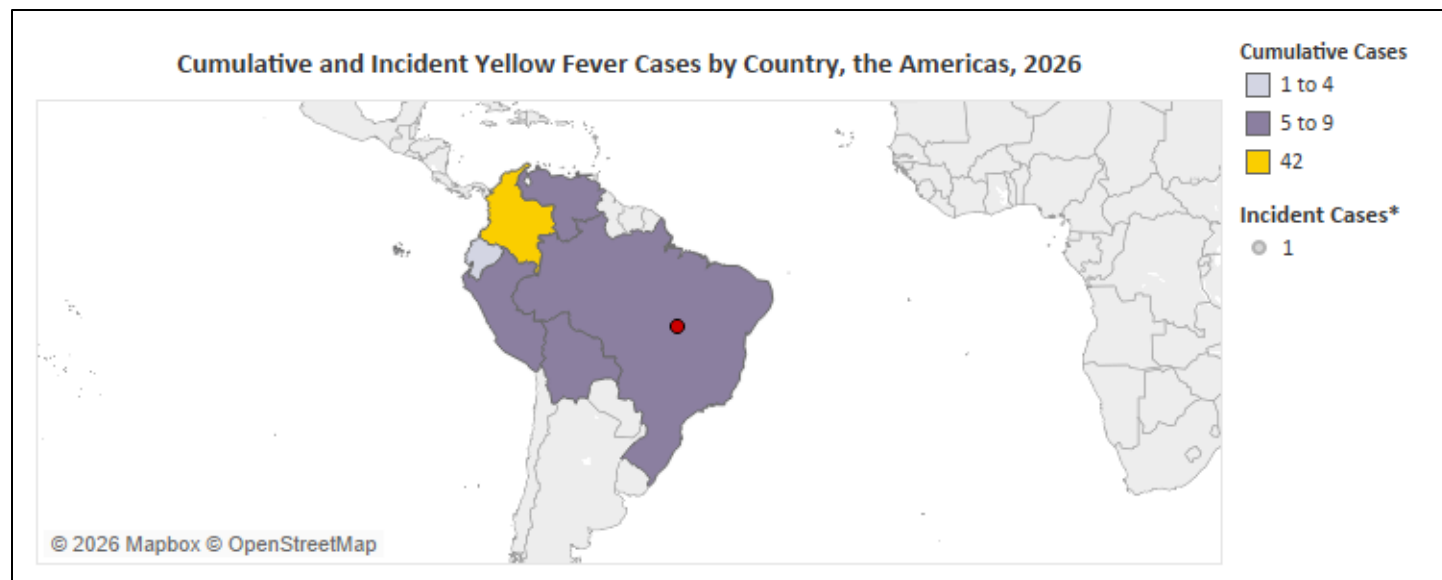 Cumulative and Incident Yellow Fever Cases by Country, the Americas, 2026
Cumulative Cases
1 to 4
5 to 9
42
Incident Cases*
1
© 2026 Mapbox © OpenStreetMap